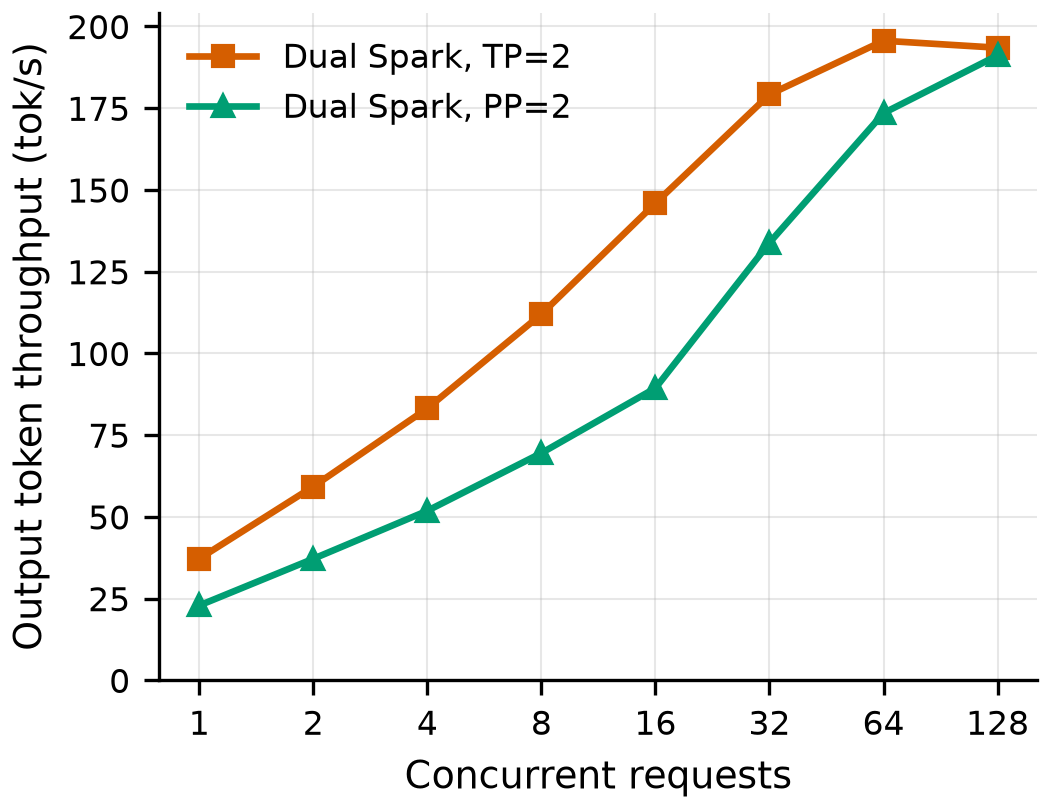 Dual Spark, TP=2
Dual Spark, PP=2
Output token throughput (tok/s)
200
175
150
125
100
75
50
25
0
1 2 4 8 16 32 64 128
Concurrent requests